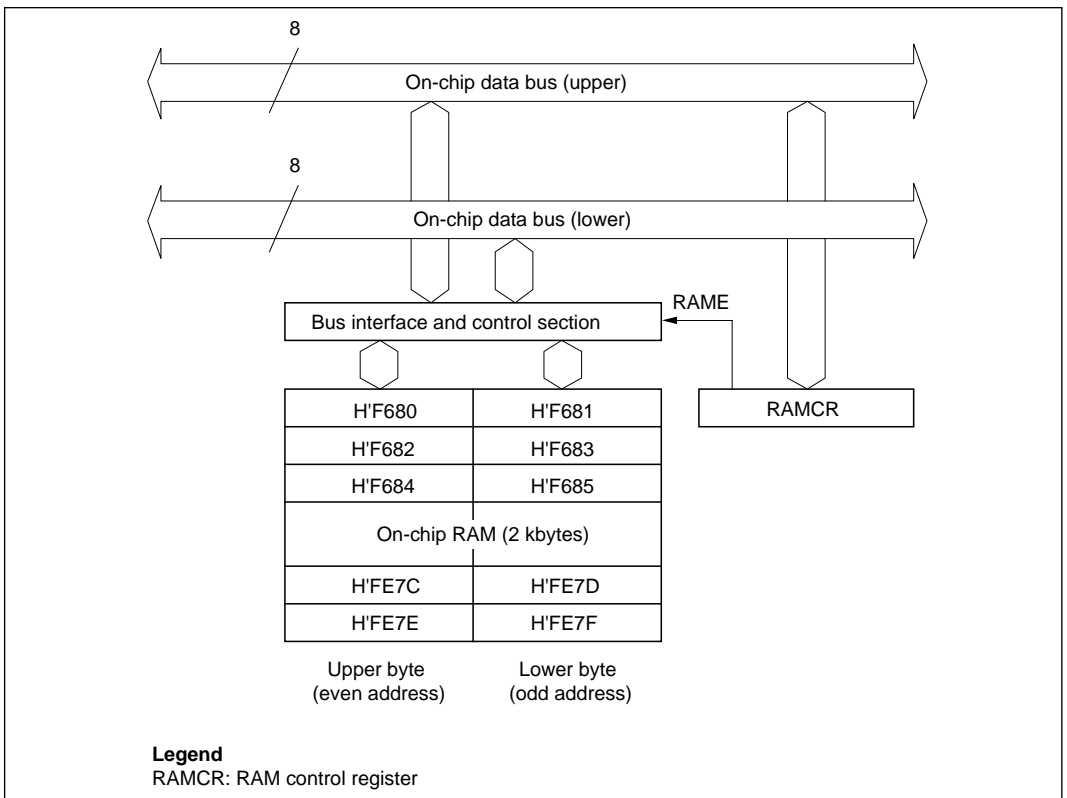 8
On-chip data bus (upper)
8
On-chip data bus (lower)
RAME
Bus interface and control section
H'F680 H'F681 RAMCR
H'F682 H'F683
H'F684 H'F685
On-chip RAM (2 kbytes)
H'FE7C H'FE7D
H'FE7E H'FE7F
Upper byte Lower byte
(even address) (odd address)
Legend
RAMCR: RAM control register